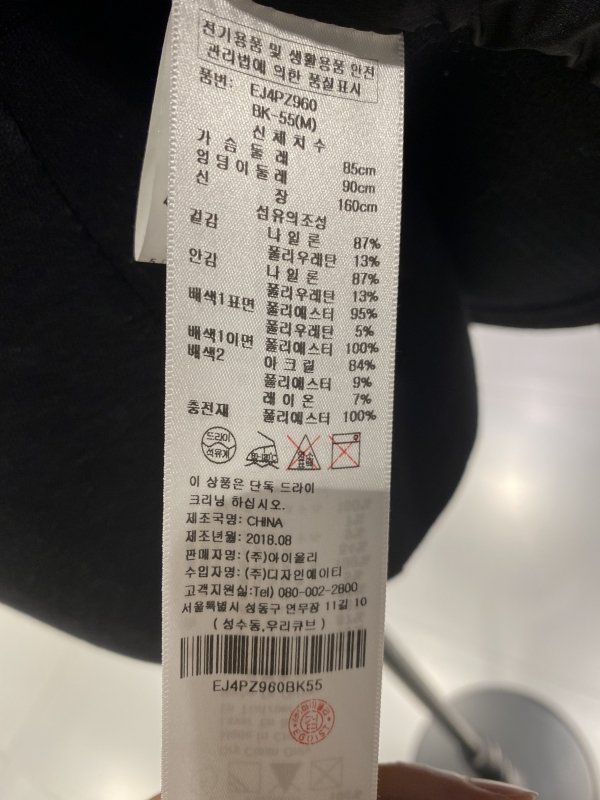 전기용품 및 생활용품 안전
관리법에 의한 품질표시
품번: EJ4PZ960
BK-55(M)
신체치수
가슴둘레 85cm
엉덩이둘레 90cm
신장 160cm
섬유의조성
겉감 나일론 87%
폴리우레탄 13%
안감 나일론 87%
폴리우레탄 13%
배색1표면 폴리에스터 95%
폴리우레탄 5%
배색1이면 폴리에스터 100%
배색2 아크릴 84%
폴리에스터 9%
레이온 7%
충전재 폴리에스터 100%
드라이
석유계
염소
표백
이 상품은 단독 드라이
크리닝 하십시오.
제조국명: CHINA
제조년월: 2018.08
판매자명: (주)아이올리
수입자명: (주)디자인에이티
고객지원실:Tel) 080-002-2800
서울특별시 성동구 연무장 11길 10
(성수동,우리큐브)
EJ4PZ960BK55
EGOIST